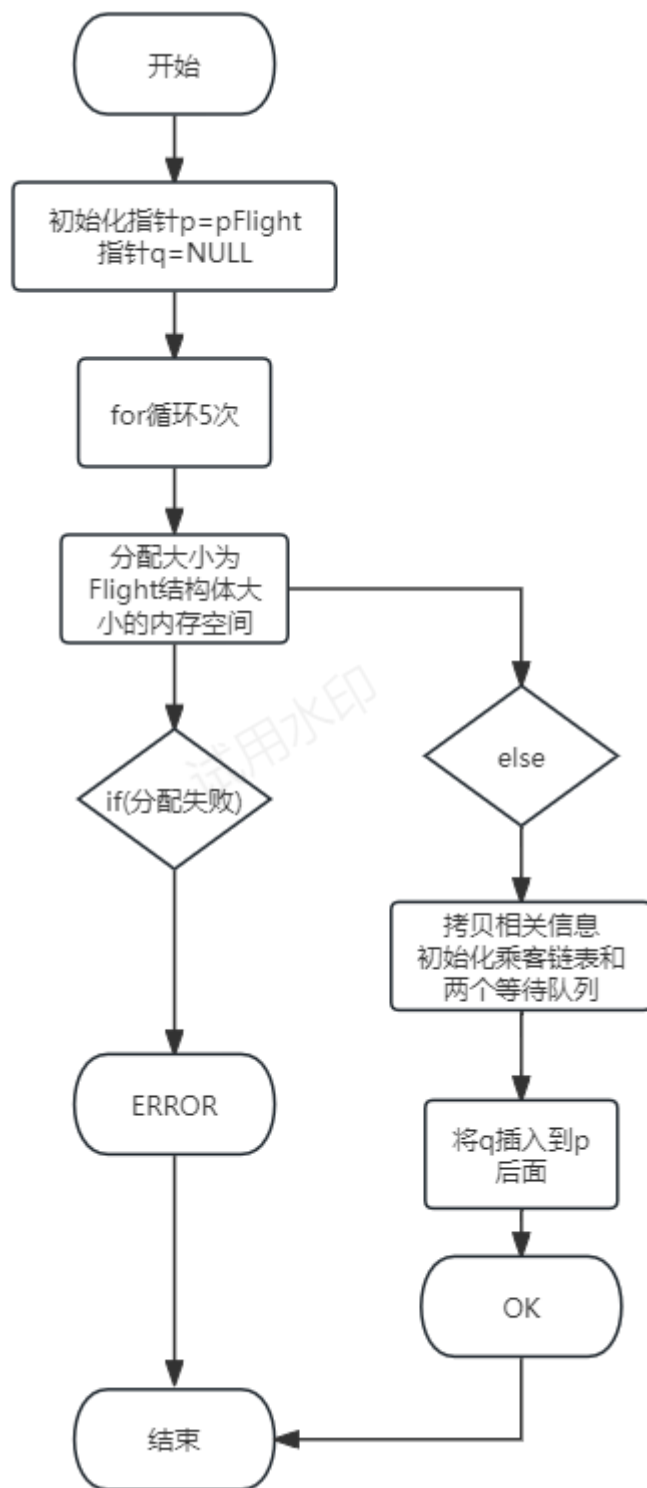 开始
初始化指针p=pFlight
指针q=NULL
for循环5次
分配大小为
Flight结构体大
小的内存空间
试用水印
if(分配失败)
else
拷贝相关信息
初始化乘客链表和
两个等待队列
ERROR
将q插入到p
后面
OK
结束